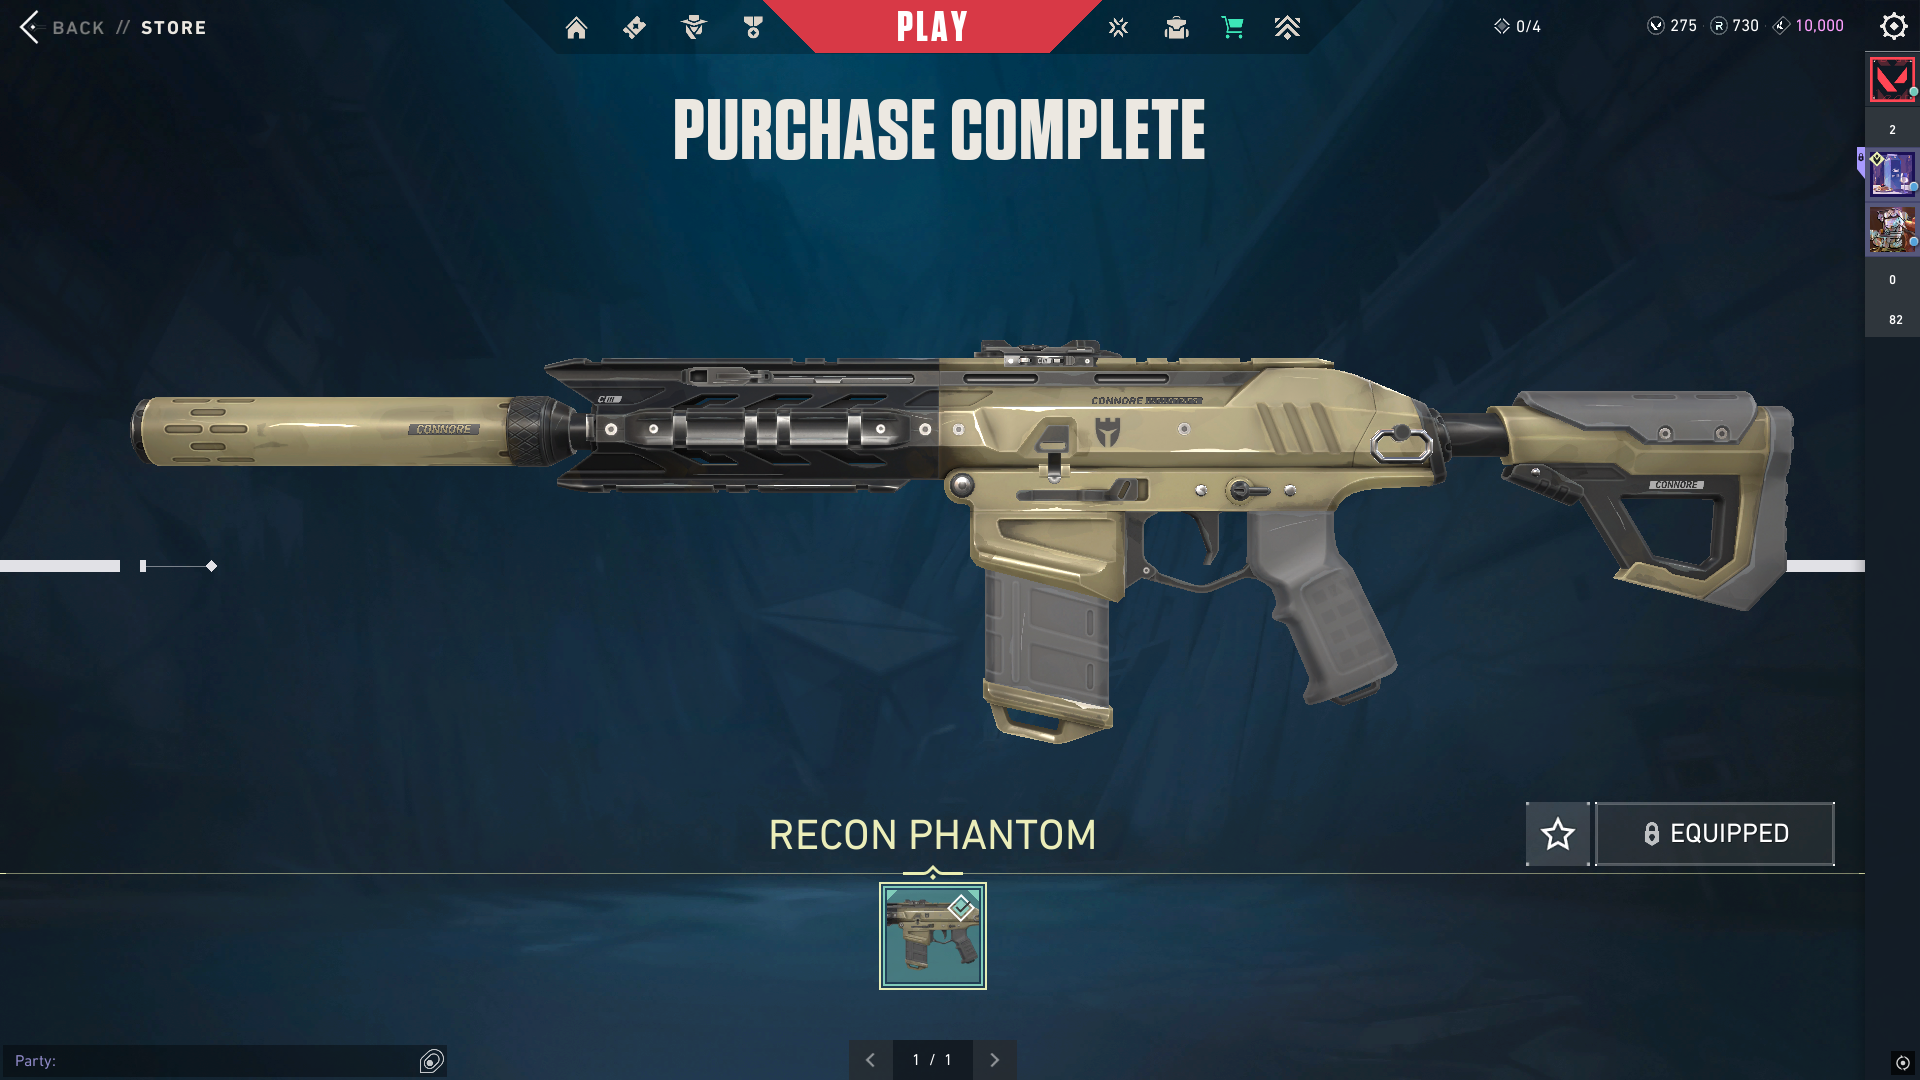 BACK // STORE
PLAY
0/4
275
730
10,000
PURCHASE COMPLETE
2
0
82
C III
CONNORE
CONNORE
CONNORE
RECON PHANTOM
EQUIPPED
Party:
1 / 1